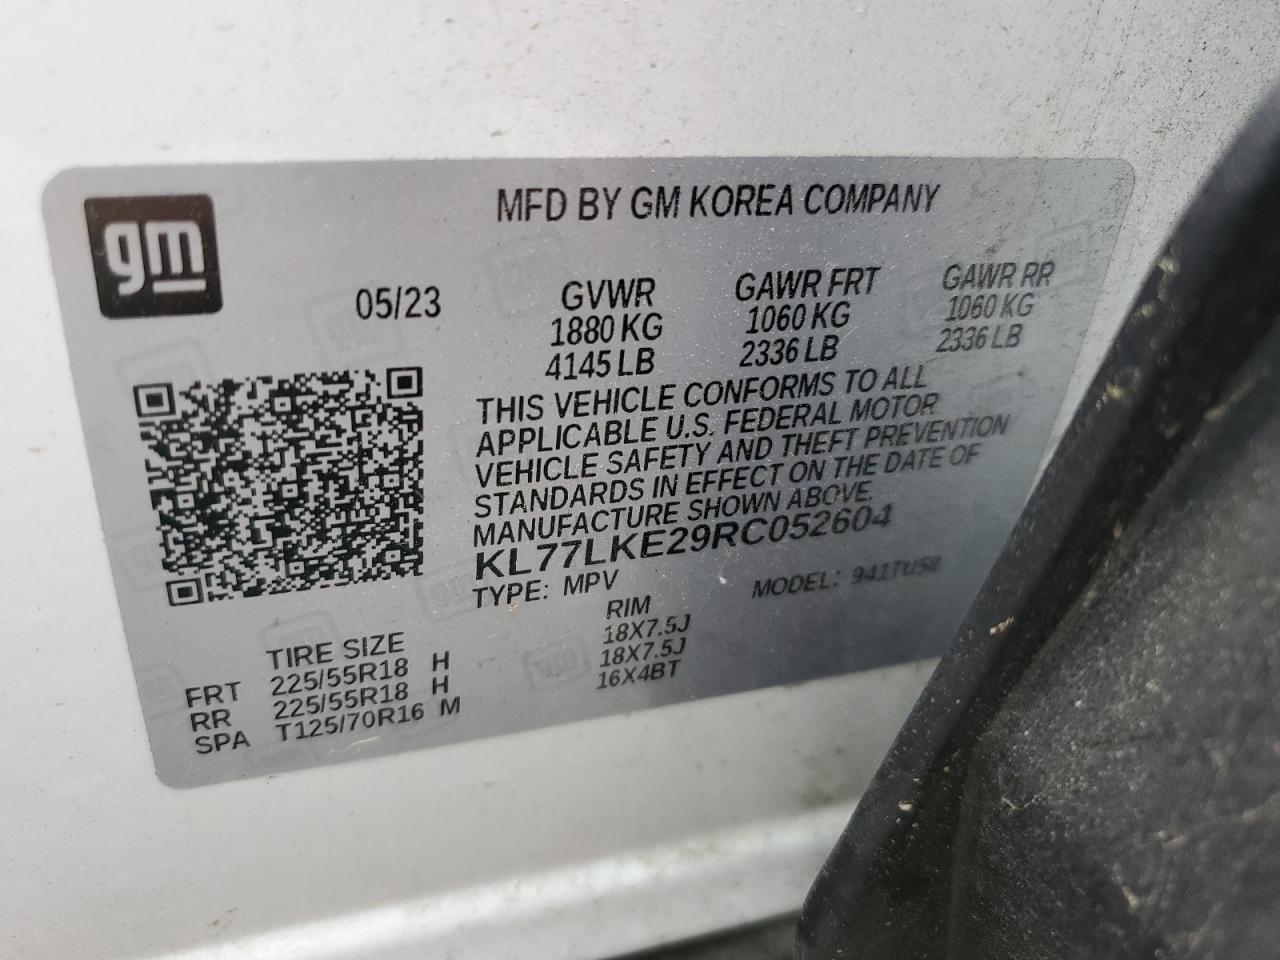 gm
MFD BY GM KOREA COMPANY
05/23 GVWR GAWR FRT GAWR RR
1880 KG 1060 KG 1060 KG
4145 LB 2336 LB 2336 LB
THIS VEHICLE CONFORMS TO ALL
APPLICABLE U.S. FEDERAL MOTOR
VEHICLE SAFETY AND THEFT PREVENTION
STANDARDS IN EFFECT ON THE DATE OF
MANUFACTURE SHOWN ABOVE.
KL77LKE29RC052604
TYPE: MPV MODEL: 941TU58
TIRE SIZE RIM
FRT 225/55R18 H 18X7.5J
RR 225/55R18 H 18X7.5J
SPA T125/70R16 M 16X4BT